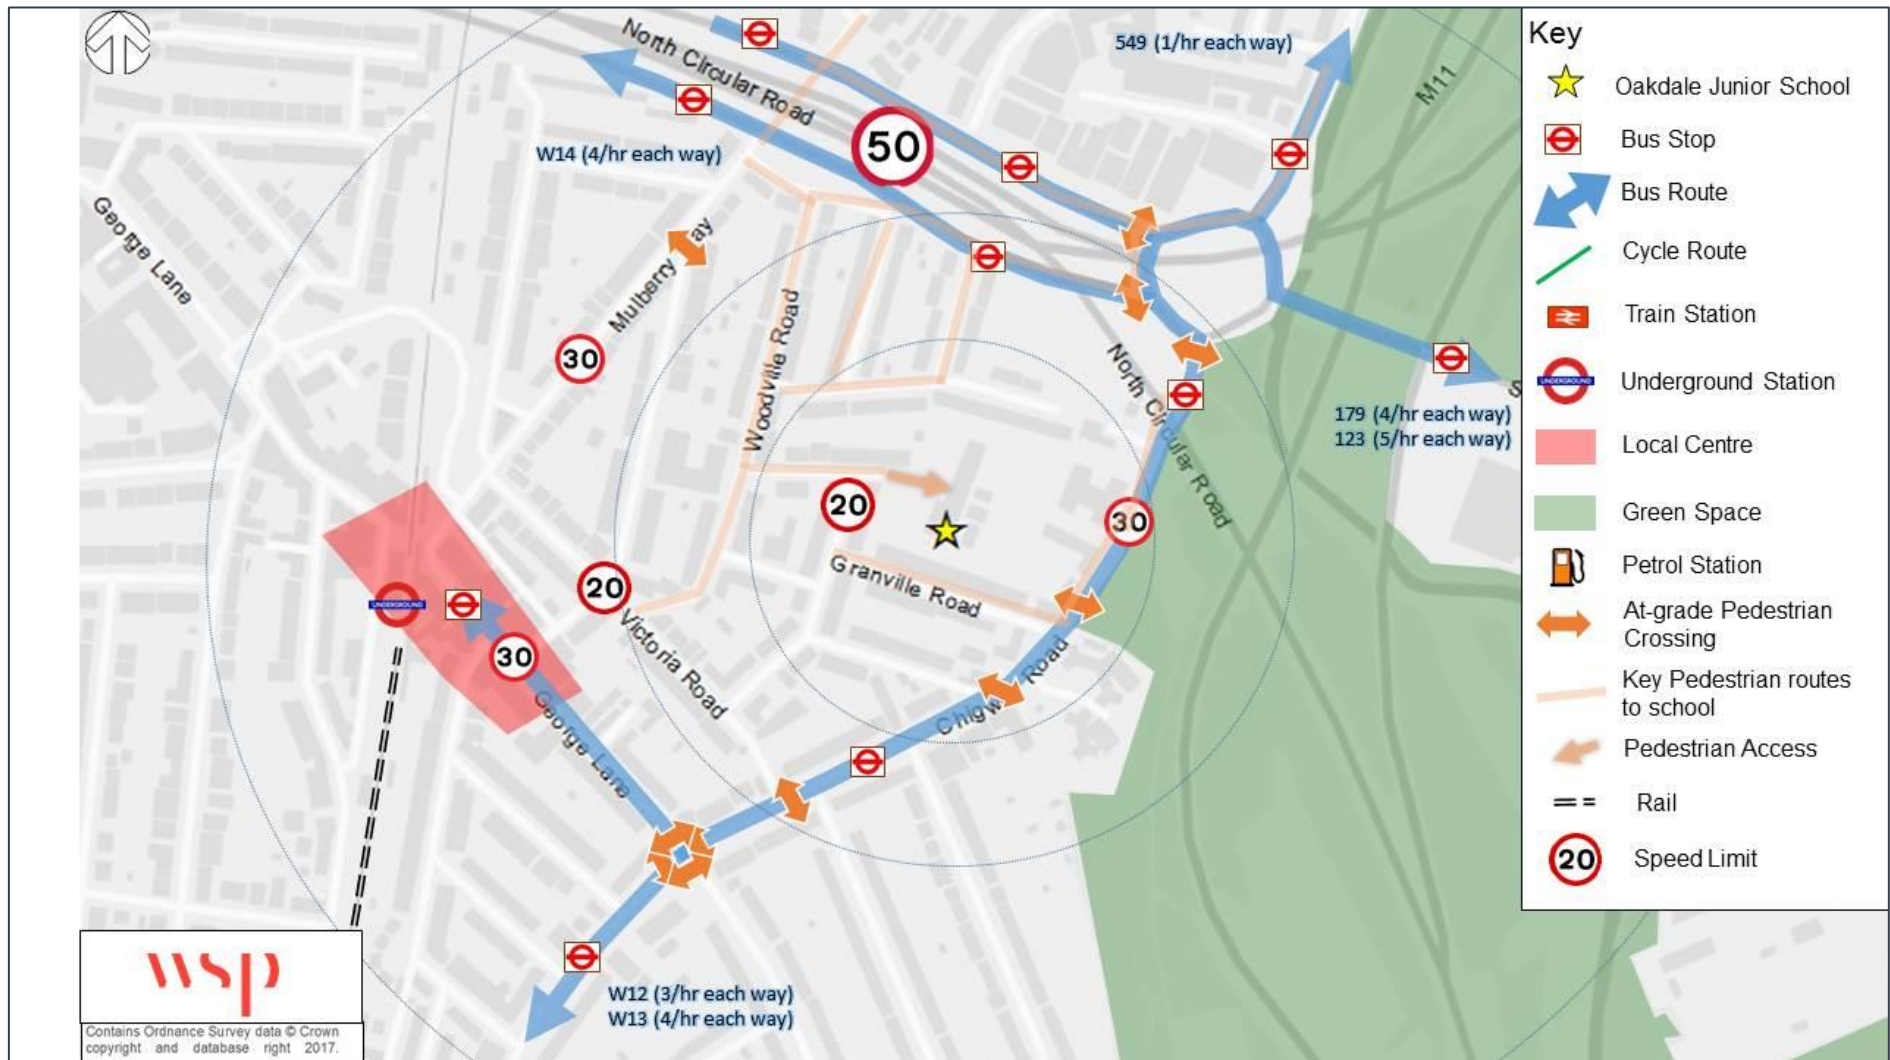 North Circular Road
549 (1/hr each way)
M11
50
W14 (4/hr each way)
George Lane
Mulberry
ay
30
Woodville Road
North Circular Road
179 (4/hr each way)
123 (5/hr each way)
S
20
30
Granville Road
UNDERGROUND
20
30
Victoria Road
George Lane
Chigw
Road
W12 (3/hr each way)
W13 (4/hr each way)
wsp
Contains Ordnance Survey data © Crown
copyright and database right 2017.
Key
Oakdale Junior School
Bus Stop
Bus Route
Cycle Route
Train Station
UNDERGROUND
Underground Station
Local Centre
Green Space
Petrol Station
At-grade Pedestrian
Crossing
Key Pedestrian routes
to school
Pedestrian Access
Rail
20
Speed Limit